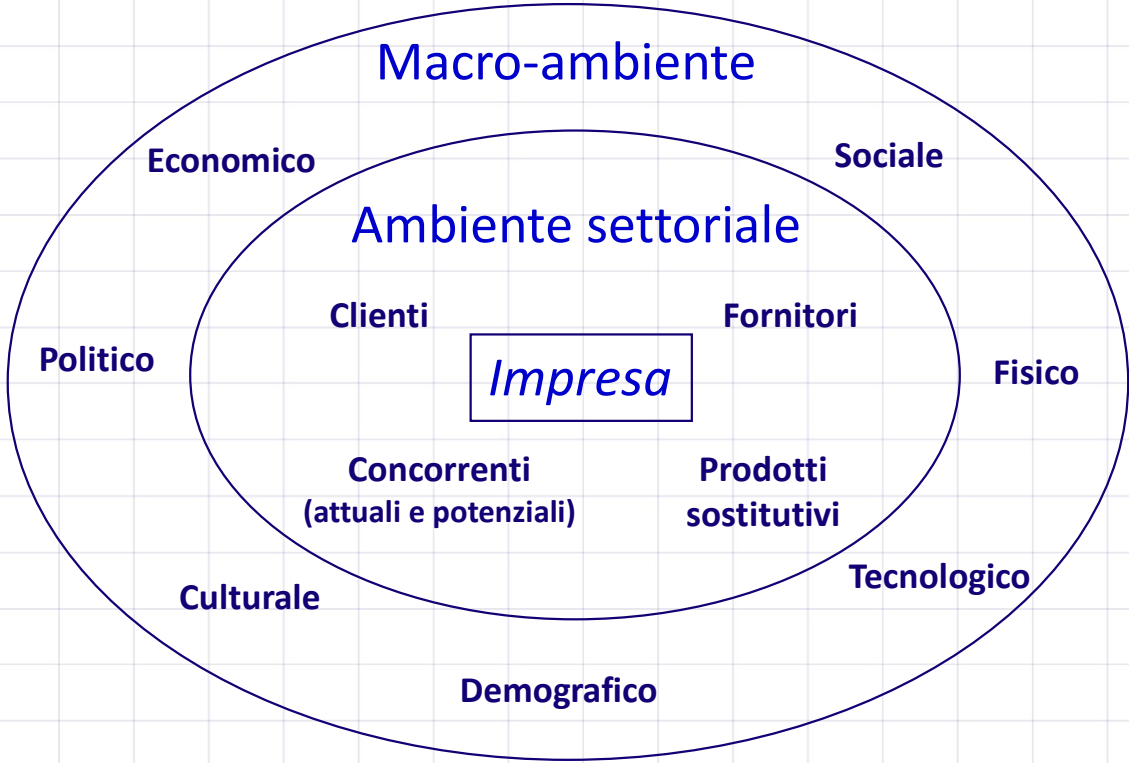 Macro-ambiente
Economico
Sociale
Ambiente settoriale
Clienti
Fornitori
Politico
Impresa
Fisico
Concorrenti
(attuali e potenziali)
Prodotti
sostitutivi
Culturale
Tecnologico
Demografico